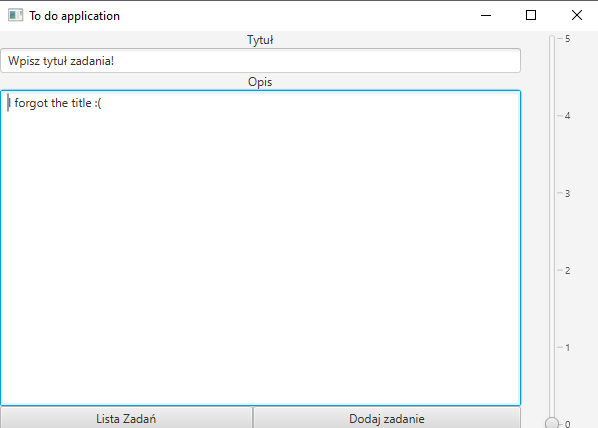 To do application
Tytuł
Wpisz tytuł zadania!
Opis
I forgot the title :(
Lista Zadań
Dodaj zadanie
5
4
3
2
1
0